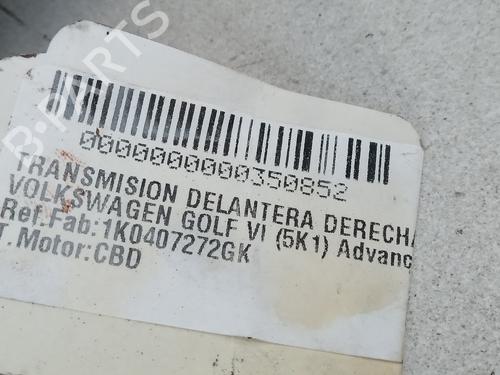 B-PARTS
0000000000350852
TRANSMISION DELANTERA DERECHA
VOLKSWAGEN GOLF VI (5K1) Advanc
Ref.Fab:1K0407272GK
T.Motor:CBD